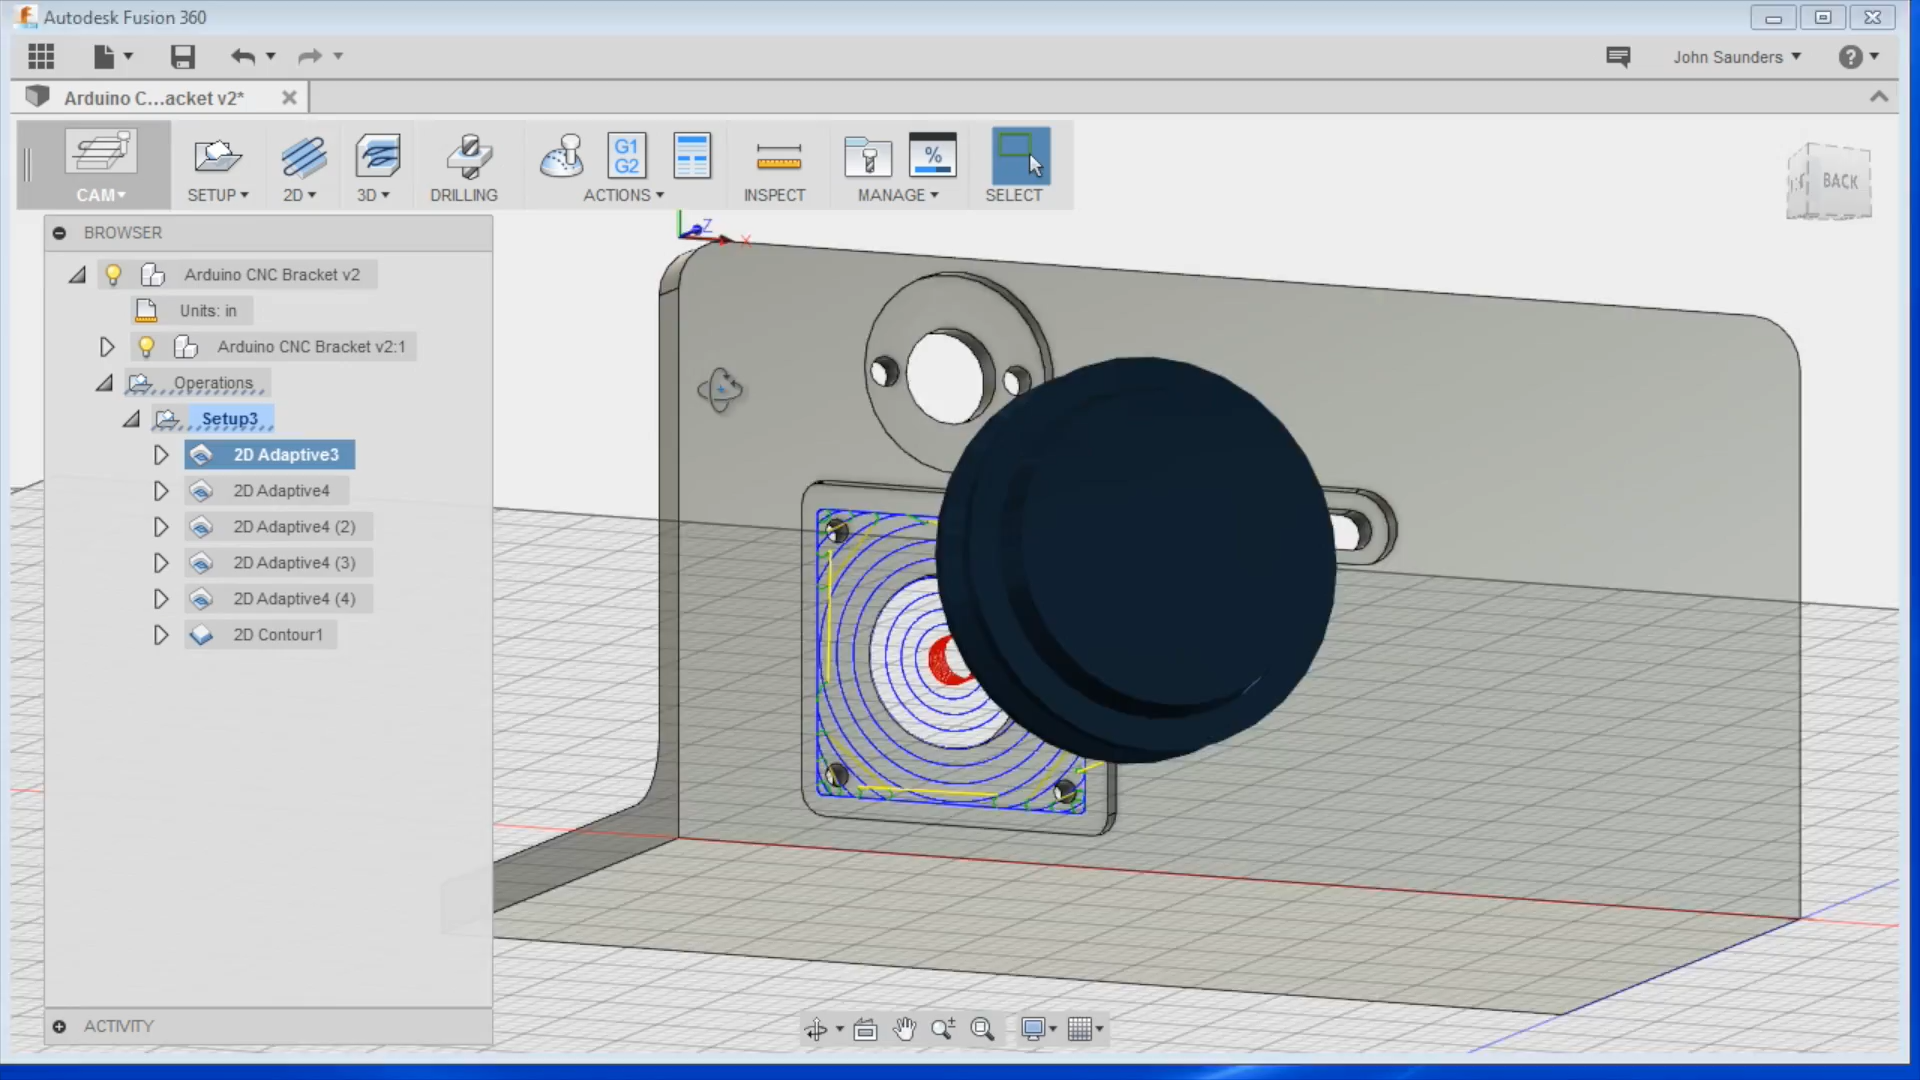 Autodesk Fusion 360
John Saunders
Arduino C...acket v2*
CAM
SETUP
2D
3D
DRILLING
G1
G2
ACTIONS
INSPECT
%
MANAGE
SELECT
BACK
BROWSER
Z
X
Arduino CNC Bracket v2
Units: in
Arduino CNC Bracket v2:1
Operations
Setup3
2D Adaptive3
2D Adaptive4
2D Adaptive4 (2)
2D Adaptive4 (3)
2D Adaptive4 (4)
2D Contour1
ACTIVITY